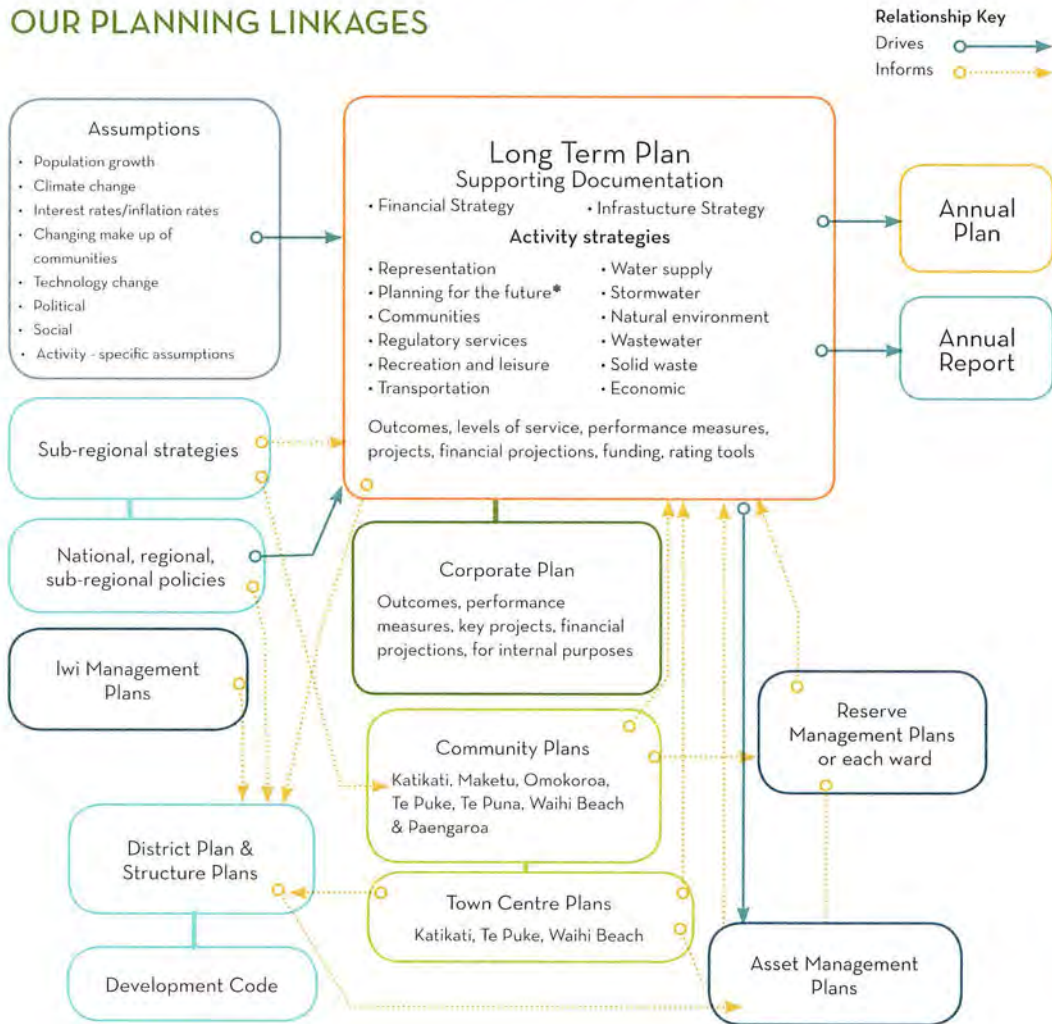 OUR PLANNING LINKAGES
Relationship Key
Drives
Informs
Assumptions
• Population growth
• Climate change
• Interest rates/inflation rates
• Changing make up of
communities
• Technology change
• Political
• Social
• Activity - specific assumptions
Long Term Plan
Supporting Documentation
• Financial Strategy
• Infrastucture Strategy
Activity strategies
• Representation
• Planning for the future*
• Communities
• Regulatory services
• Recreation and leisure
• Transportation
• Water supply
• Stormwater
• Natural environment
• Wastewater
• Solid waste
• Economic
Outcomes, levels of service, performance measures,
projects, financial projections, funding, rating tools
Annual
Plan
Annual
Report
Sub-regional strategies
National, regional,
sub-regional policies
Iwi Management
Plans
Corporate Plan
Outcomes, performance
measures, key projects, financial
projections, for internal purposes
Community Plans
Katikati, Maketu, Omokoroa,
Te Puke, Te Puna, Waihi Beach
& Paengaroa
Reserve
Management Plans
or each ward
District Plan &
Structure Plans
Town Centre Plans
Katikati, Te Puke, Waihi Beach
Development Code
Asset Management
Plans